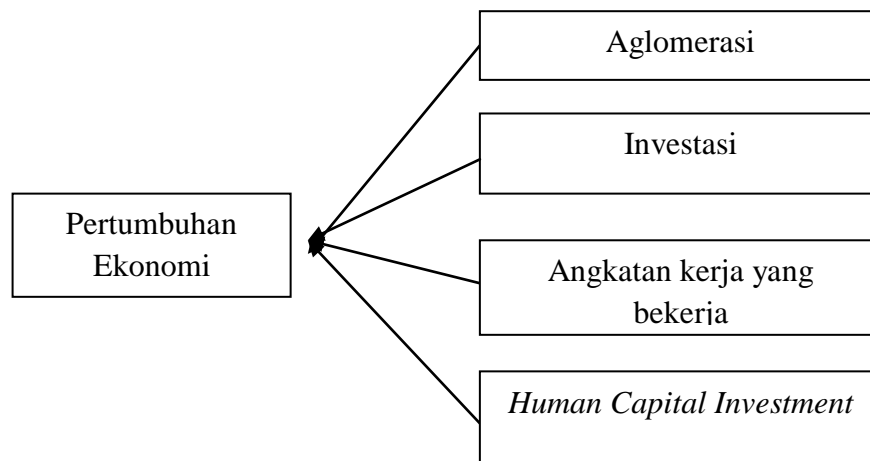 Aglomerasi
Investasi
Pertumbuhan
Ekonomi
Angkatan kerja yang
bekerja
Human Capital Investment